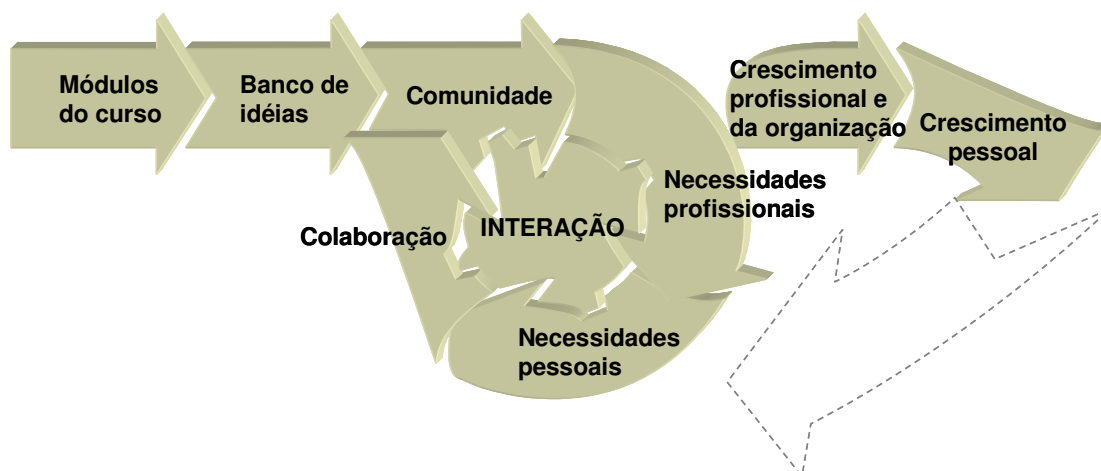 Módulos
do curso
Banco de
idéias
Comunidade
Crescimento
profissional e
da organização
Crescimento
pessoal
Necessidades
profissionais
INTERAÇÃO
Colaboração
Necessidades
pessoais